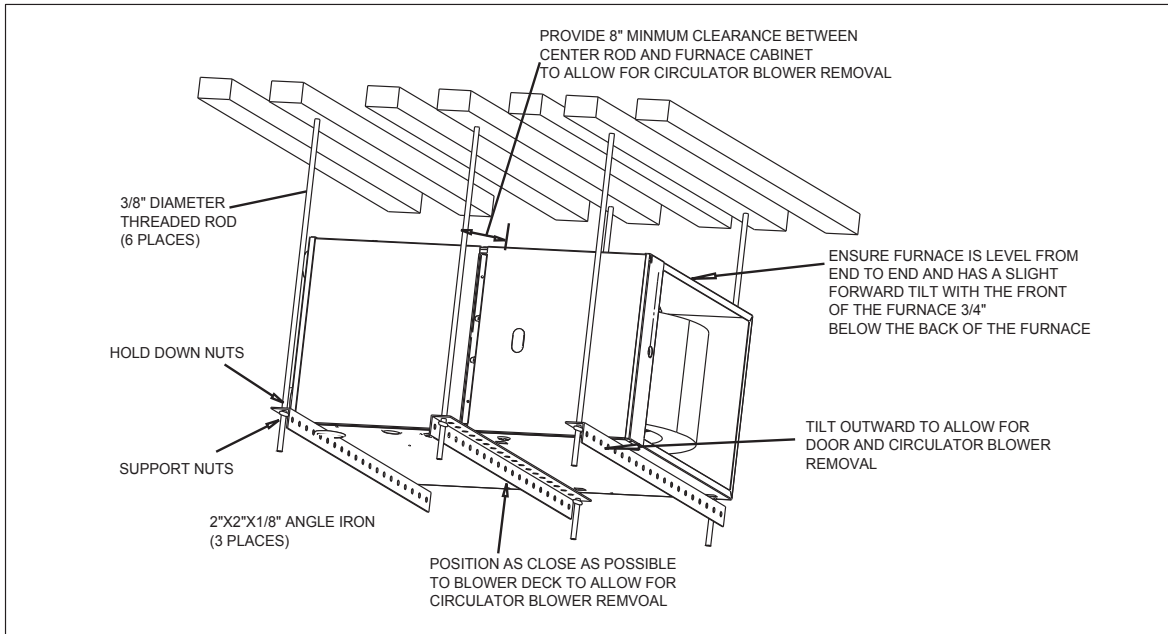 PROVIDE 8" MINMUM CLEARANCE BETWEEN
CENTER ROD AND FURNACE CABINET
TO ALLOW FOR CIRCULATOR BLOWER REMOVAL
3/8" DIAMETER
THREADED ROD
(6 PLACES)
ENSURE FURNACE IS LEVEL FROM
END TO END AND HAS A SLIGHT
FORWARD TILT WITH THE FRONT
OF THE FURNACE 3/4"
BELOW THE BACK OF THE FURNACE
HOLD DOWN NUTS
TILT OUTWARD TO ALLOW FOR
DOOR AND CIRCULATOR BLOWER
REMOVAL
SUPPORT NUTS
2"X2"X1/8" ANGLE IRON
(3 PLACES)
POSITION AS CLOSE AS POSSIBLE
TO BLOWER DECK TO ALLOW FOR
CIRCULATOR BLOWER REMVOAL